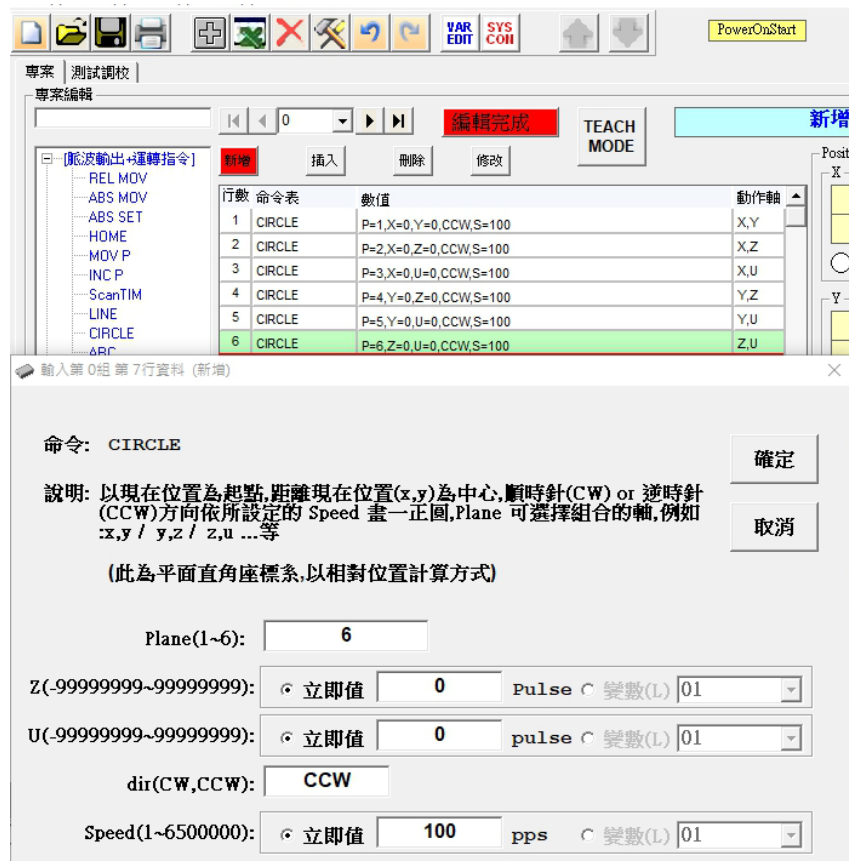 VAR EDIT
SYS CON
PowerOnStart
專案
測試調校
專案編輯
0
編輯完成
TEACH MODE
新增
[脈波輸出+運轉指令]
REL MOV
ABS MOV
ABS SET
HOME
MOV P
INC P
ScanTIM
LINE
CIRCLE
ARC
新增 插入 刪除 修改
行數 命令表 數值 動作軸
1 CIRCLE P=1,X=0,Y=0,CCW,S=100 X,Y
2 CIRCLE P=2,X=0,Z=0,CCW,S=100 X,Z
3 CIRCLE P=3,X=0,U=0,CCW,S=100 X,U
4 CIRCLE P=4,Y=0,Z=0,CCW,S=100 Y,Z
5 CIRCLE P=5,Y=0,U=0,CCW,S=100 Y,U
6 CIRCLE P=6,Z=0,U=0,CCW,S=100 Z,U
Posit
X
Y
輸入第 0組 第 7行資料 (新增)
命令: CIRCLE
確定
說明: 以現在位置為起點,距離現在位置(x,y)為中心,順時針(CW) or 逆時針
(CCW)方向依所設定的 Speed 畫一正圓,Plane 可選擇組合的軸,例如
:x,y / y,z / z,u ...等
取消
(此為平面直角座標系,以相對位置計算方式)
Plane(1~6): 6
Z(-99999999~99999999): 立即值 0 Pulse 變數(L) 01
U(-99999999~99999999): 立即值 0 pulse 變數(L) 01
dir(CW,CCW): CCW
Speed(1~6500000): 立即值 100 pps 變數(L) 01